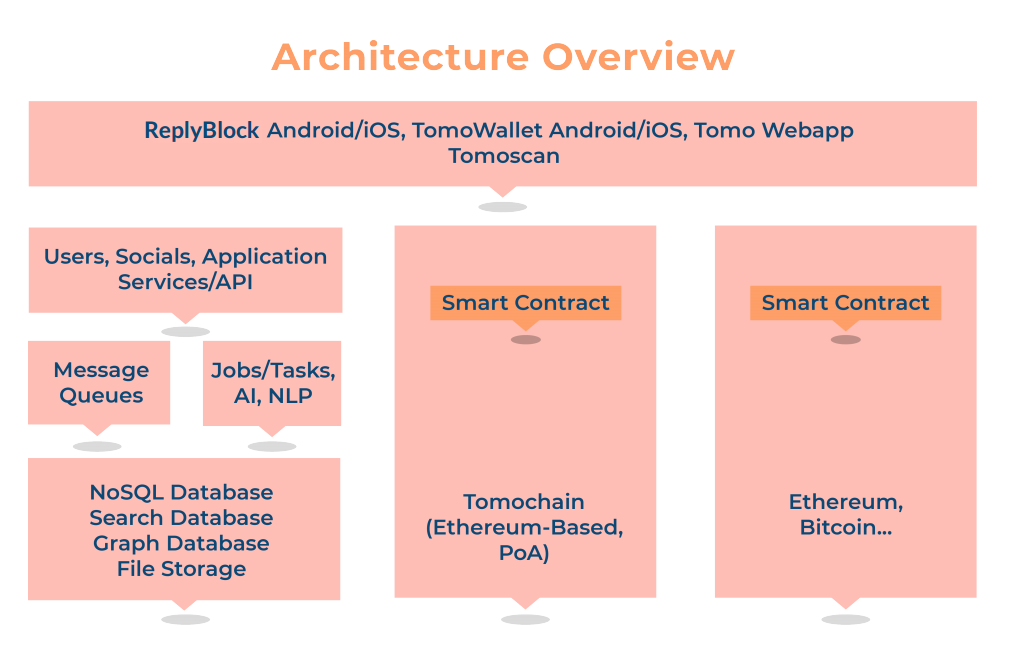 Architecture Overview
ReplyBlock Android/iOS, TomoWallet Android/iOS, Tomo Webapp
Tomoscan
Users, Socials, Application
Services/API
Message
Queues
Jobs/Tasks,
AI, NLP
NoSQL Database
Search Database
Graph Database
File Storage
Smart Contract
Tomochain
(Ethereum-Based,
PoA)
Smart Contract
Ethereum,
Bitcoin...